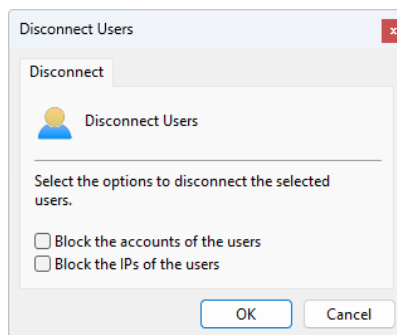 Disconnect Users
x
Disconnect
Disconnect Users
Select the options to disconnect the selected
users.
Block the accounts of the users
Block the IPs of the users
OK
Cancel